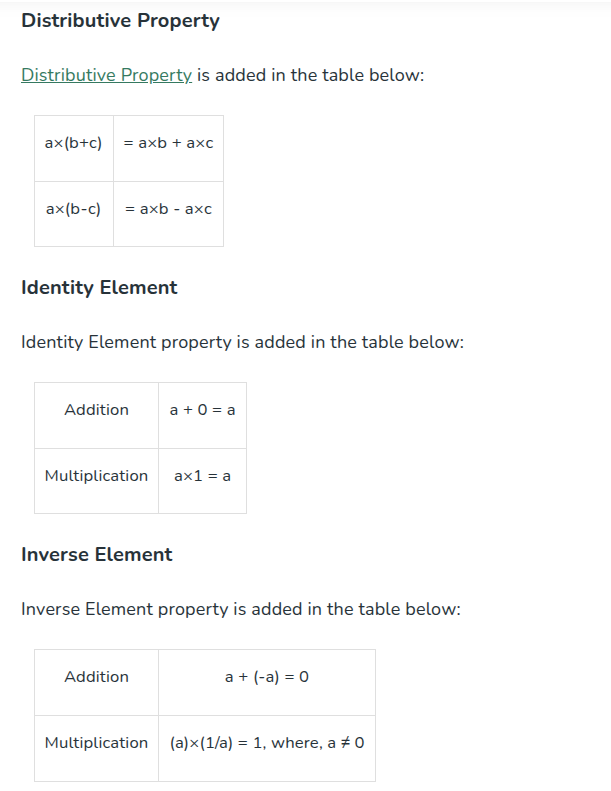 Distributive Property
Distributive Property is added in the table below:
a×(b+c) = a×b + a×c
a×(b-c) = a×b - a×c
Identity Element
Identity Element property is added in the table below:
Addition a + 0 = a
Multiplication a×1 = a
Inverse Element
Inverse Element property is added in the table below:
Addition a + (-a) = 0
Multiplication (a)×(1/a) = 1, where, a ≠ 0